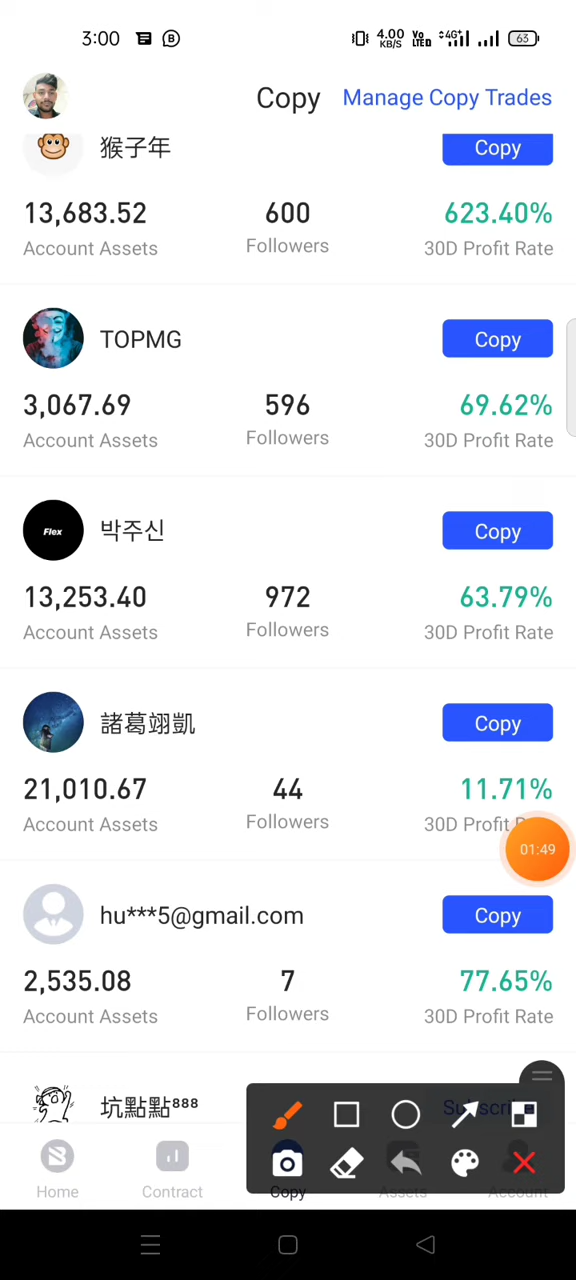 3:00 4.00 KB/S Vo LTE 4G+ 63
Copy Manage Copy Trades
猴子年 Copy
13,683.52 600 623.40%
Account Assets Followers 30D Profit Rate
TOPMG Copy
3,067.69 596 69.62%
Account Assets Followers 30D Profit Rate
Flex 박주신 Copy
13,253.40 972 63.79%
Account Assets Followers 30D Profit Rate
諸葛翊凱 Copy
21,010.67 44 11.71%
Account Assets Followers 30D Profit
01:49
hu***5@gmail.com Copy
2,535.08 7 77.65%
Account Assets Followers 30D Profit Rate
坑點點⁸⁸⁸ Subscribe
Home Contract Copy Assets Account